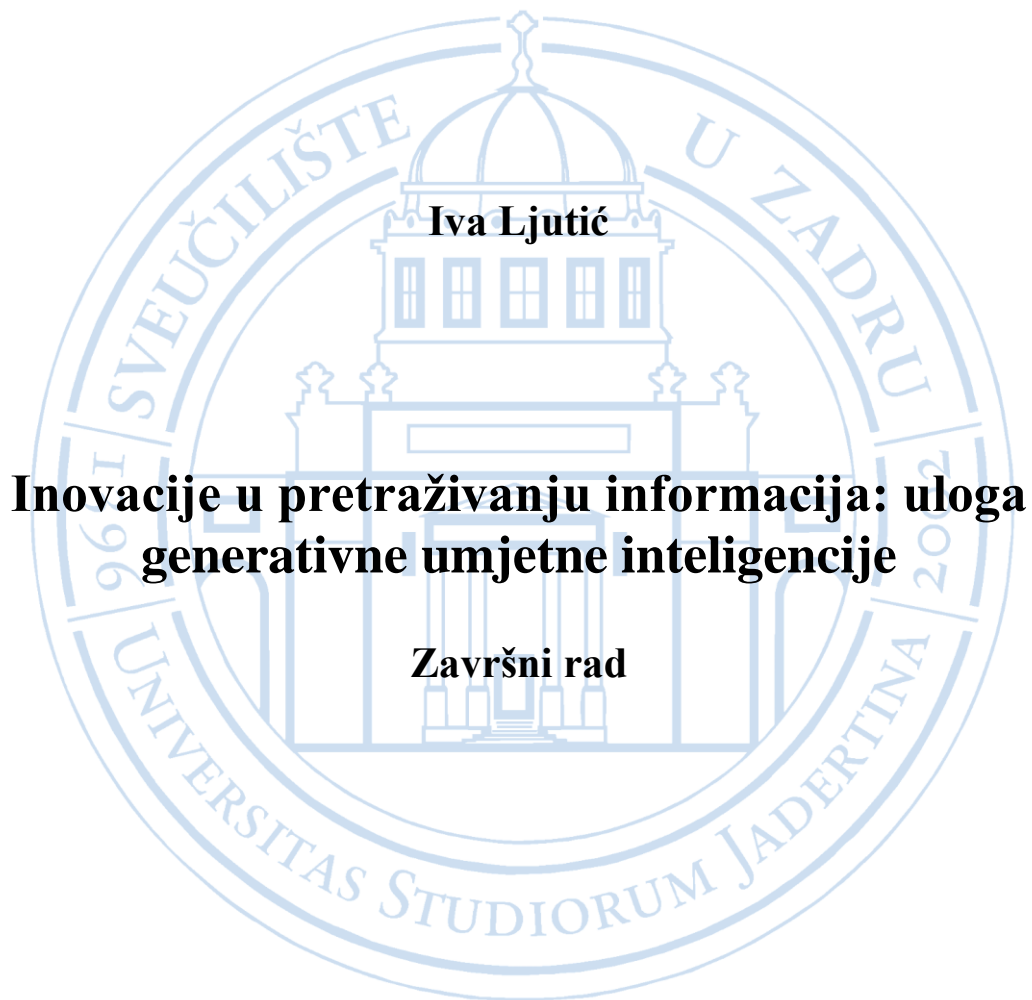 SVEUČILIŠTE U ZADRU
Iva Ljutić
Inovacije u pretraživanju informacija: uloga
generativne umjetne inteligencije
Završni rad
1396
2002
UNIVERSITAS STUDIORUM JADERTINA